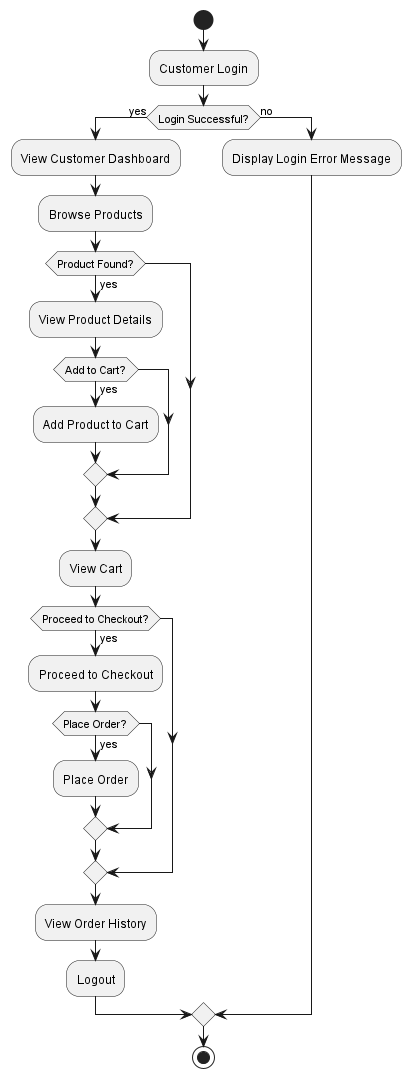 Customer Login
Login Successful?
yes
no
View Customer Dashboard
Display Login Error Message
Browse Products
Product Found?
yes
View Product Details
Add to Cart?
yes
Add Product to Cart
View Cart
Proceed to Checkout?
yes
Proceed to Checkout
Place Order?
yes
Place Order
View Order History
Logout